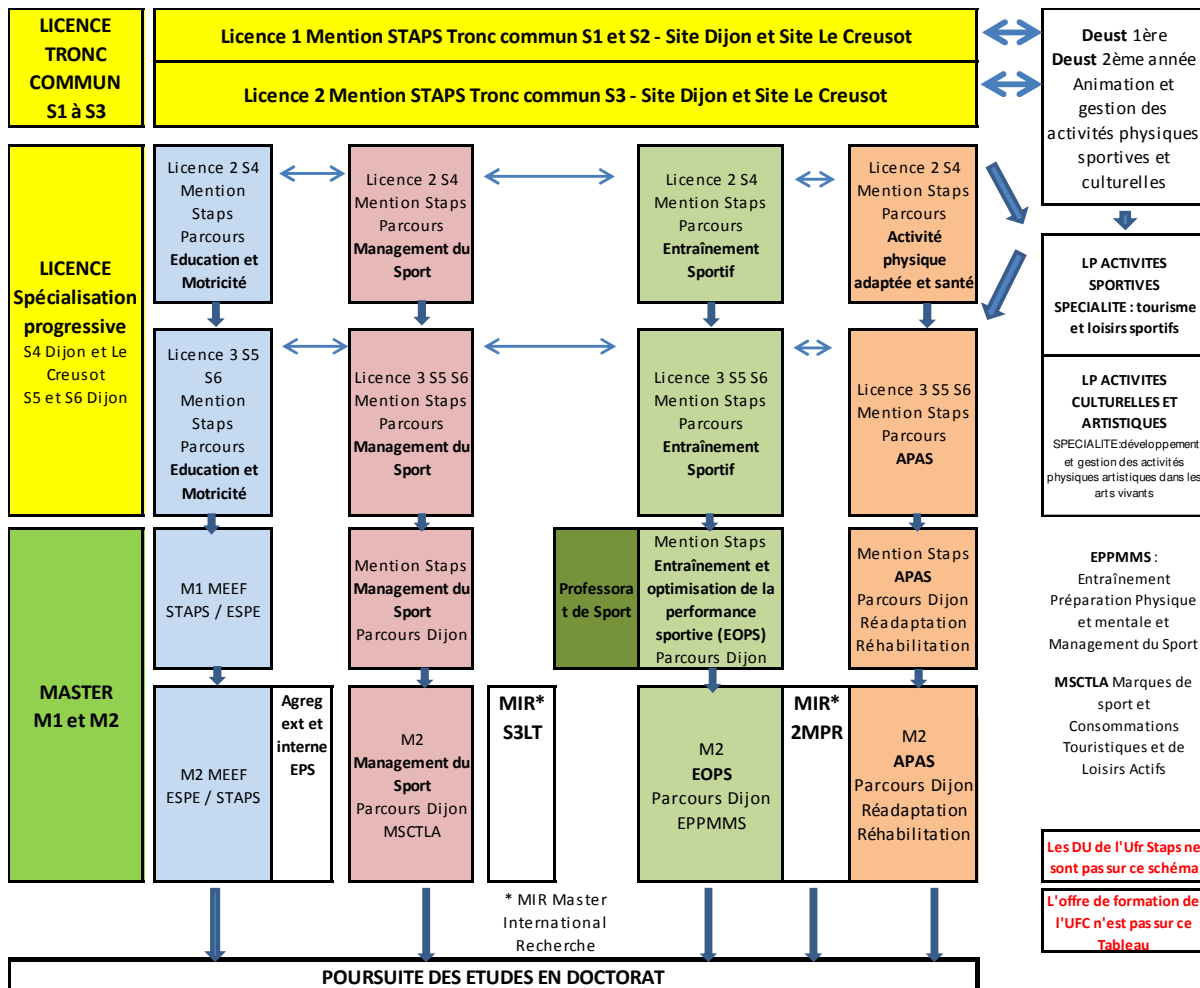 LICENCE
TRONC
COMMUN
S1 à S3
Licence 1 Mention STAPS Tronc commun S1 et S2 - Site Dijon et Site Le Creusot
Licence 2 Mention STAPS Tronc commun S3 - Site Dijon et Site Le Creusot
Deust 1ère
Deust 2ème année
Animation et
gestion des
activités physiques
sportives et
culturelles
LICENCE
Spécialisation
progressive
S4 Dijon et Le
Creusot
S5 et S6 Dijon
Licence 2 S4
Mention
Staps
Parcours
Education et
Motricité
Licence 2 S4
Mention Staps
Parcours
Management du
Sport
Licence 2 S4
Mention Staps
Parcours
Entraînement
Sportif
Licence 2 S4
Mention Staps
Parcours
Activité
physique
adaptée et santé
LP ACTIVITES
SPORTIVES
SPECIALITE : tourisme
et loisirs sportifs
Licence 3 S5
S6
Mention
Staps
Parcours
Education et
Motricité
Licence 3 S5 S6
Mention Staps
Parcours
Management du
Sport
Licence 3 S5 S6
Mention Staps
Parcours
Entraînement
Sportif
Licence 3 S5 S6
Mention Staps
Parcours
APAS
LP ACTIVITES
CULTURELLES ET
ARTISTIQUES
SPECIALITE:développement
et gestion des activités
physiques artistiques dans les
arts vivants
MASTER
M1 et M2
M1 MEEF
STAPS / ESPE
Mention Staps
Management du
Sport
Parcours Dijon
Professora
t de Sport
Mention Staps
Entraînement et
optimisation de la
performance
sportive (EOPS)
Parcours Dijon
Mention Staps
APAS
Parcours Dijon
Réadaptation
Réhabilitation
EPPMMS :
Entraînement
Préparation Physique
et mentale et
Management du Sport
MSCTLA Marques de
sport et
Consommations
Touristiques et de
Loisirs Actifs
M2 MEEF
ESPE / STAPS
Agreg
ext et
interne
EPS
M2
Management du
Sport
Parcours Dijon
MSCTLA
MIR*
S3LT
M2
EOPS
Parcours Dijon
EPPMMS
MIR*
2MPR
M2
APAS
Parcours Dijon
Réadaptation
Réhabilitation
Les DU de l'Ufr Staps ne
sont pas sur ce schéma
L'offre de formation de
l'UFC n'est pas sur ce
Tableau
* MIR Master
International
Recherche
POURSUITE DES ETUDES EN DOCTORAT